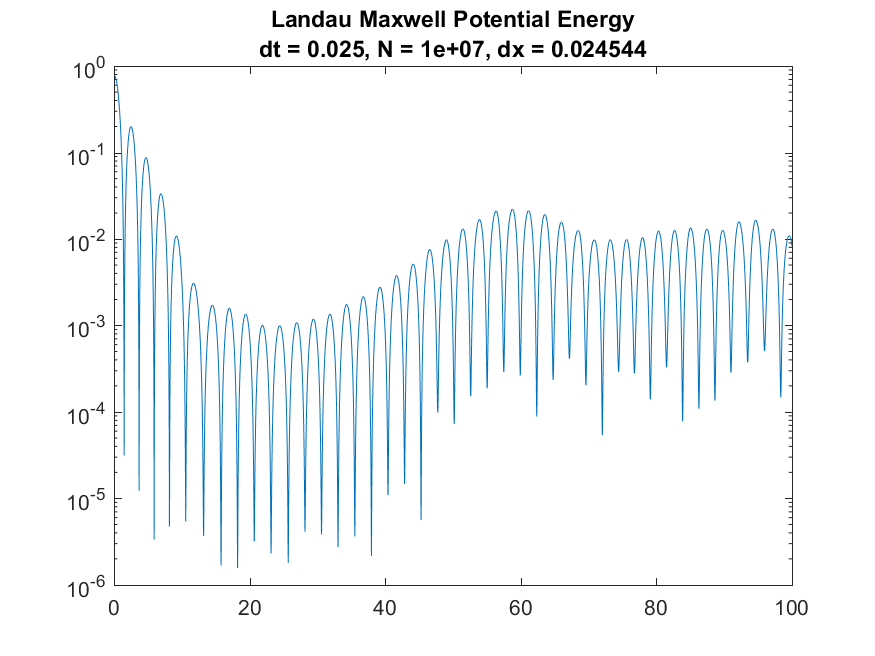 Landau Maxwell Potential Energy
dt = 0.025, N = 1e+07, dx = 0.024544
10^0
10^-1
10^-2
10^-3
10^-4
10^-5
10^-6
0 20 40 60 80 100